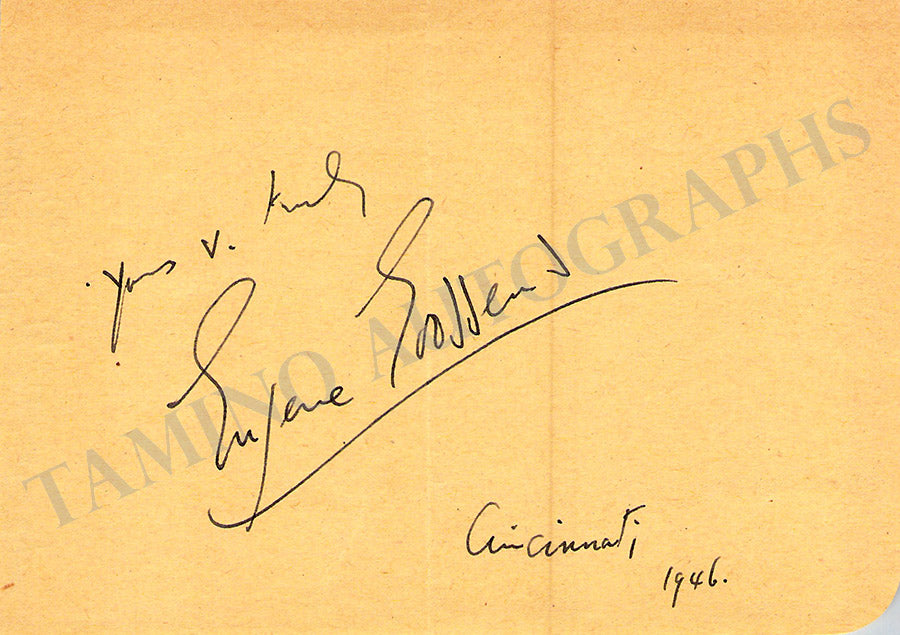 Yours v. truly
Eugene Goossens
Cincinnati
1946.
TAMINO AUTOGRAPHS